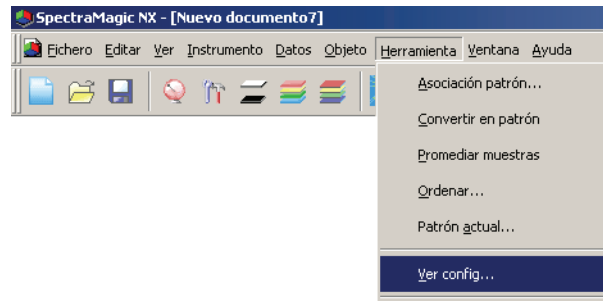 SpectraMagic NX - [Nuevo documento7]
Fichero Editar Ver Instrumento Datos Objeto Herramienta Ventana Ayuda
Asociación patrón...
Convertir en patrón
Promediar muestras
Ordenar...
Patrón actual...
Ver config...